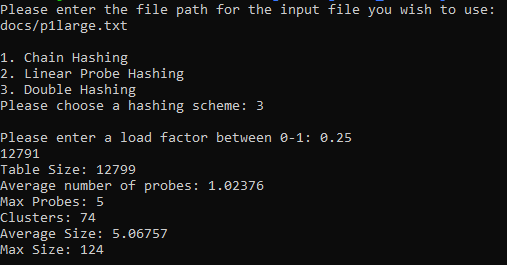 Please enter the file path for the input file you wish to use:
docs/p1large.txt
1. Chain Hashing
2. Linear Probe Hashing
3. Double Hashing
Please choose a hashing scheme: 3
Please enter a load factor between 0-1: 0.25
12791
Table Size: 12799
Average number of probes: 1.02376
Max Probes: 5
Clusters: 74
Average Size: 5.06757
Max Size: 124